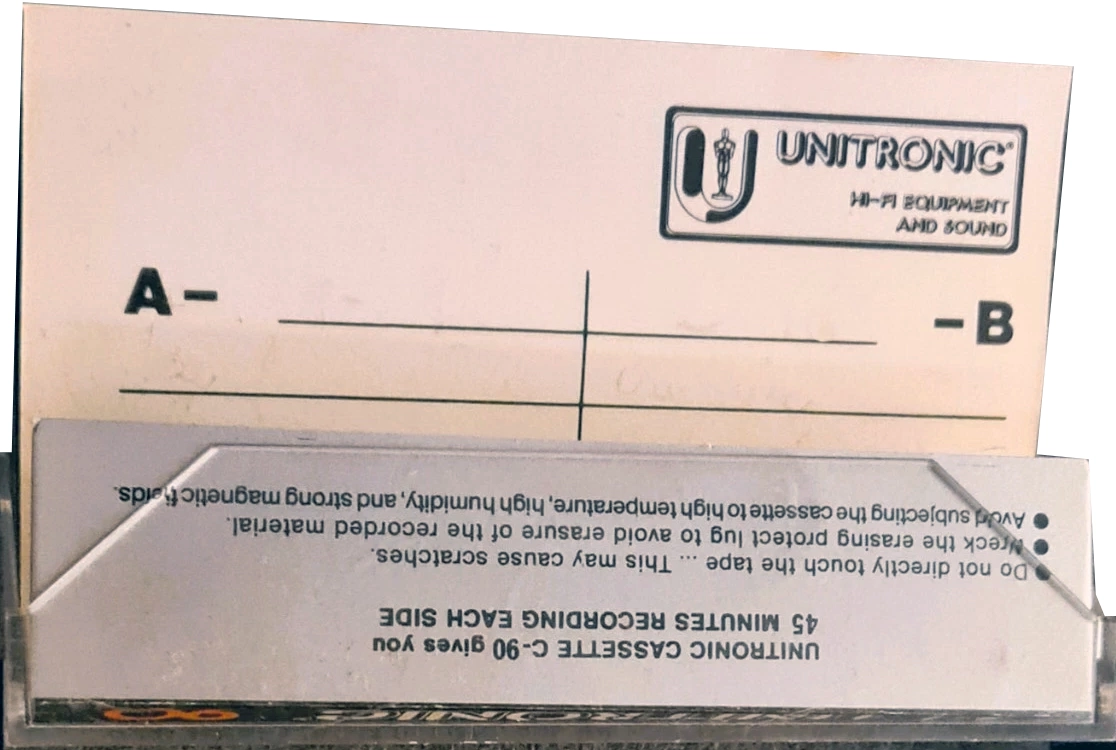 UNITRONIC®
HI-FI EQUIPMENT
AND SOUND
A -
- B
UNITRONIC CASSETTE C-90 gives you
45 MINUTES RECORDING EACH SIDE
● Do not directly touch the tape ... This may cause scratches.
● Wreck the erasing protect lug to avoid erasure of the recorded material.
● Avoid subjecting the cassette to high temperature, high humidity, and strong magnetic fields.
UNITRONIC